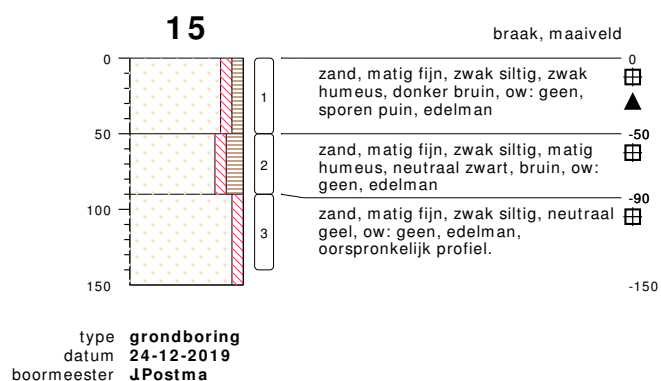 15
braak, maaiveld
0
0
zand, matig fijn, zwak siltig, zwak
humeus, donker bruin, ow: geen,
sporen puin, edelman
1
50
-50
zand, matig fijn, zwak siltig, matig
humeus, neutraal zwart, bruin, ow:
geen, edelman
2
-90
100
zand, matig fijn, zwak siltig, neutraal
geel, ow: geen, edelman,
oorspronkelijk profiel.
3
150
-150
type grondboring
datum 24-12-2019
boormeester J.Postma